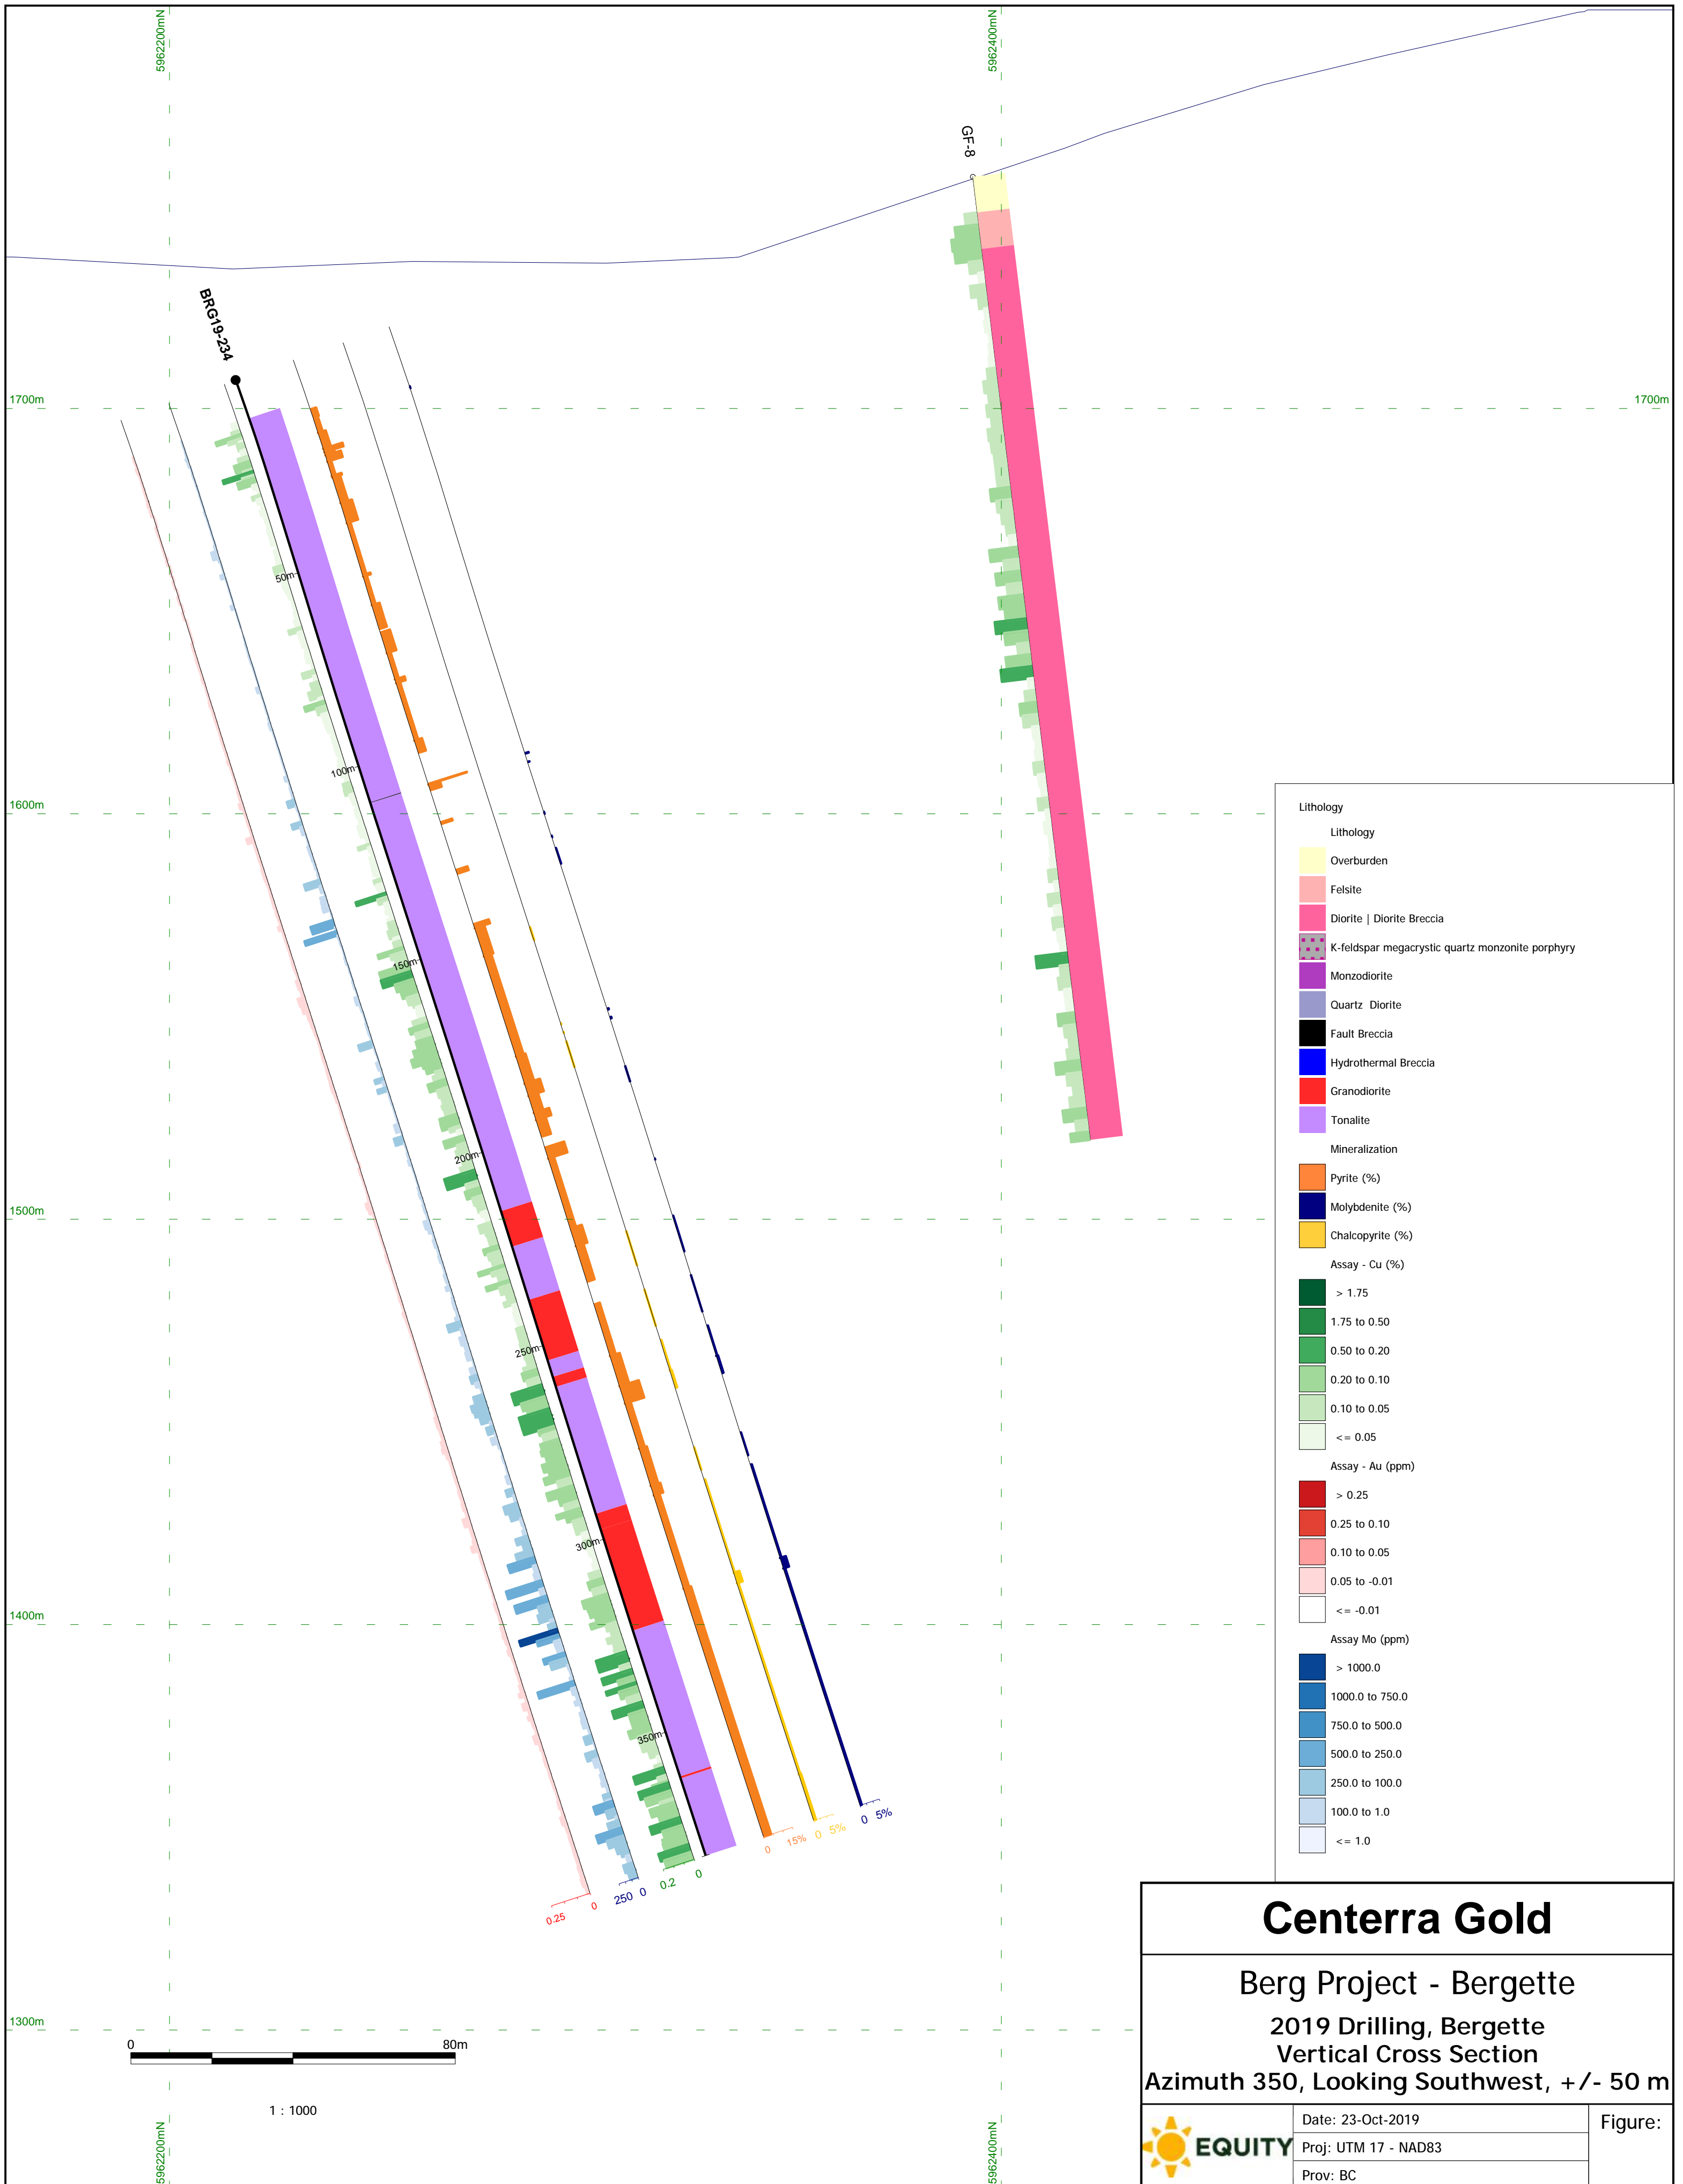 5962200mN
5962400mN
GF-8
BRG19-234
1700m
1700m
50m
100m
1600m
150m
200m
1500m
250m
300m
1400m
350m
0 5%
0 5%
0 15%
0.2 0
250 0
0.25 0
1300m
0 80m
1 : 1000
5962200mN
5962400mN
Lithology
Lithology
Overburden
Felsite
Diorite | Diorite Breccia
K-feldspar megacrystic quartz monzonite porphyry
Monzodiorite
Quartz Diorite
Fault Breccia
Hydrothermal Breccia
Granodiorite
Tonalite
Mineralization
Pyrite (%)
Molybdenite (%)
Chalcopyrite (%)
Assay - Cu (%)
> 1.75
1.75 to 0.50
0.50 to 0.20
0.20 to 0.10
0.10 to 0.05
<= 0.05
Assay - Au (ppm)
> 0.25
0.25 to 0.10
0.10 to 0.05
0.05 to -0.01
<= -0.01
Assay Mo (ppm)
> 1000.0
1000.0 to 750.0
750.0 to 500.0
500.0 to 250.0
250.0 to 100.0
100.0 to 1.0
<= 1.0
Centerra Gold
Berg Project - Bergette
2019 Drilling, Bergette
Vertical Cross Section
Azimuth 350, Looking Southwest, +/- 50 m
EQUITY
Date: 23-Oct-2019
Proj: UTM 17 - NAD83
Prov: BC
Figure: